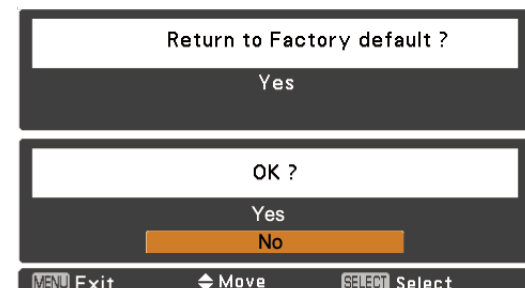 Return to Factory default ?
Yes
OK ?
Yes
No
MENU Exit Move SELECT Select